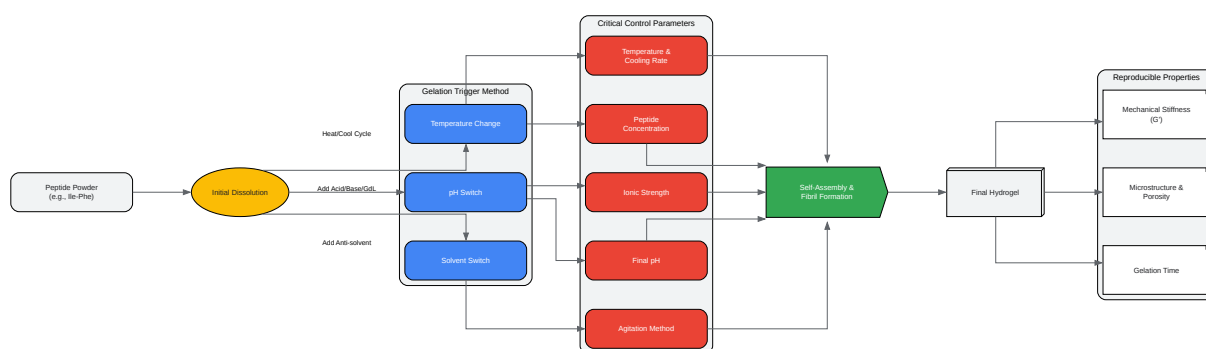 Critical Control Parameters
Temperature &
Cooling Rate
Reproducible Properties
Gelation Trigger Method
Mechanical Stiffness
(G')
Heat/Cool Cycle
Temperature Change
Peptide
Concentration
Peptide Powder
(e.g., Ile-Phe)
Initial Dissolution
Add Acid/Base/GdL
pH Switch
Ionic Strength
Self-Assembly &
Fibril Formation
Final Hydrogel
Microstructure &
Porosity
Add Anti-solvent
Solvent Switch
Final pH
Gelation Time
Agitation Method